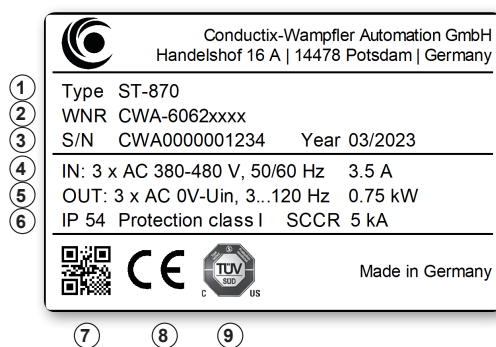 Conductix-Wampfler Automation GmbH
Handelshof 16 A | 14478 Potsdam | Germany
1 Type ST-870
2 WNR CWA-6062xxxx
3 S/N CWA0000001234 Year 03/2023
4 IN: 3 x AC 380-480 V, 50/60 Hz 3.5 A
5 OUT: 3 x AC 0V-Uin, 3...120 Hz 0.75 kW
6 IP 54 Protection class I SCCR 5 kA
CE TÜV SÜD C US Made in Germany
7 8 9